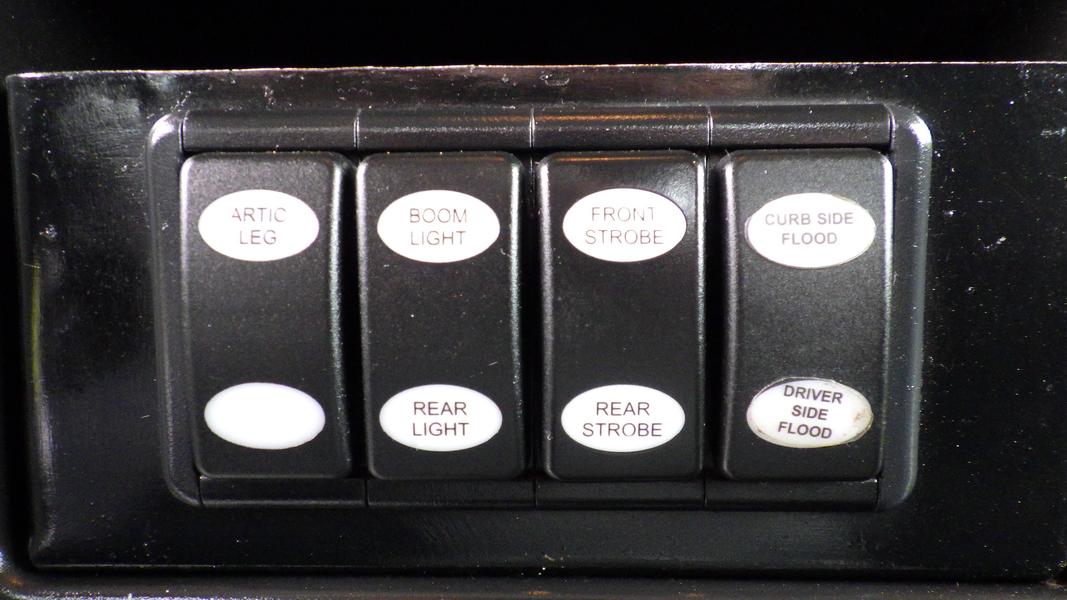 ARTIC
LEG
BOOM
LIGHT
FRONT
STROBE
CURB SIDE
FLOOD
REAR
LIGHT
REAR
STROBE
DRIVER
SIDE
FLOOD